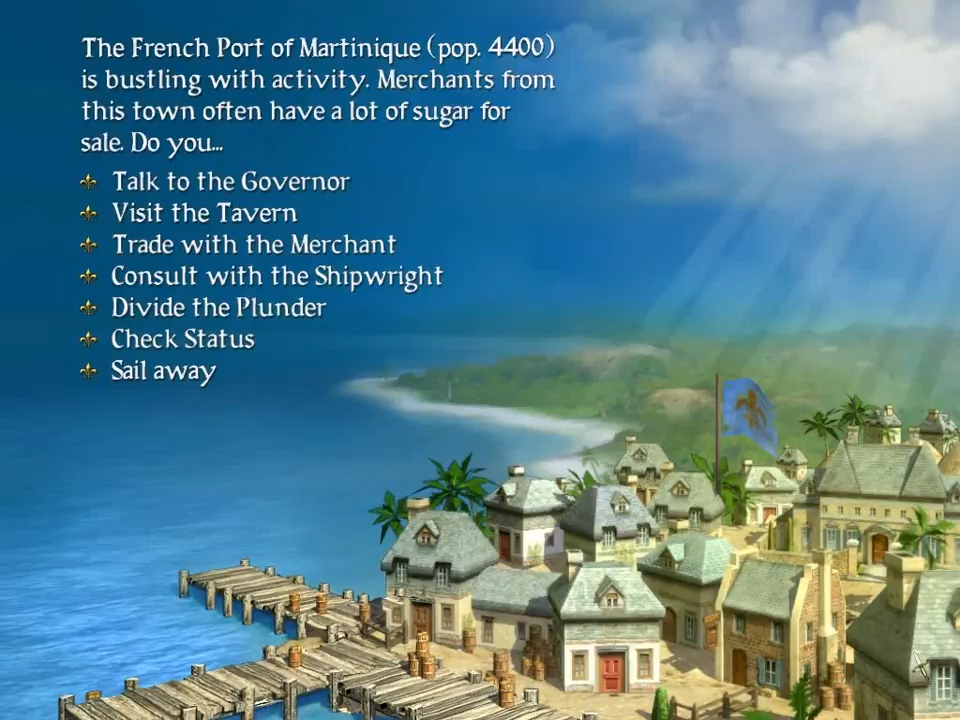 The French Port of Martinique (pop. 4400)
is bustling with activity. Merchants from
this town often have a lot of sugar for
sale. Do you...
Talk to the Governor
Visit the Tavern
Trade with the Merchant
Consult with the Shipwright
Divide the Plunder
Check Status
Sail away